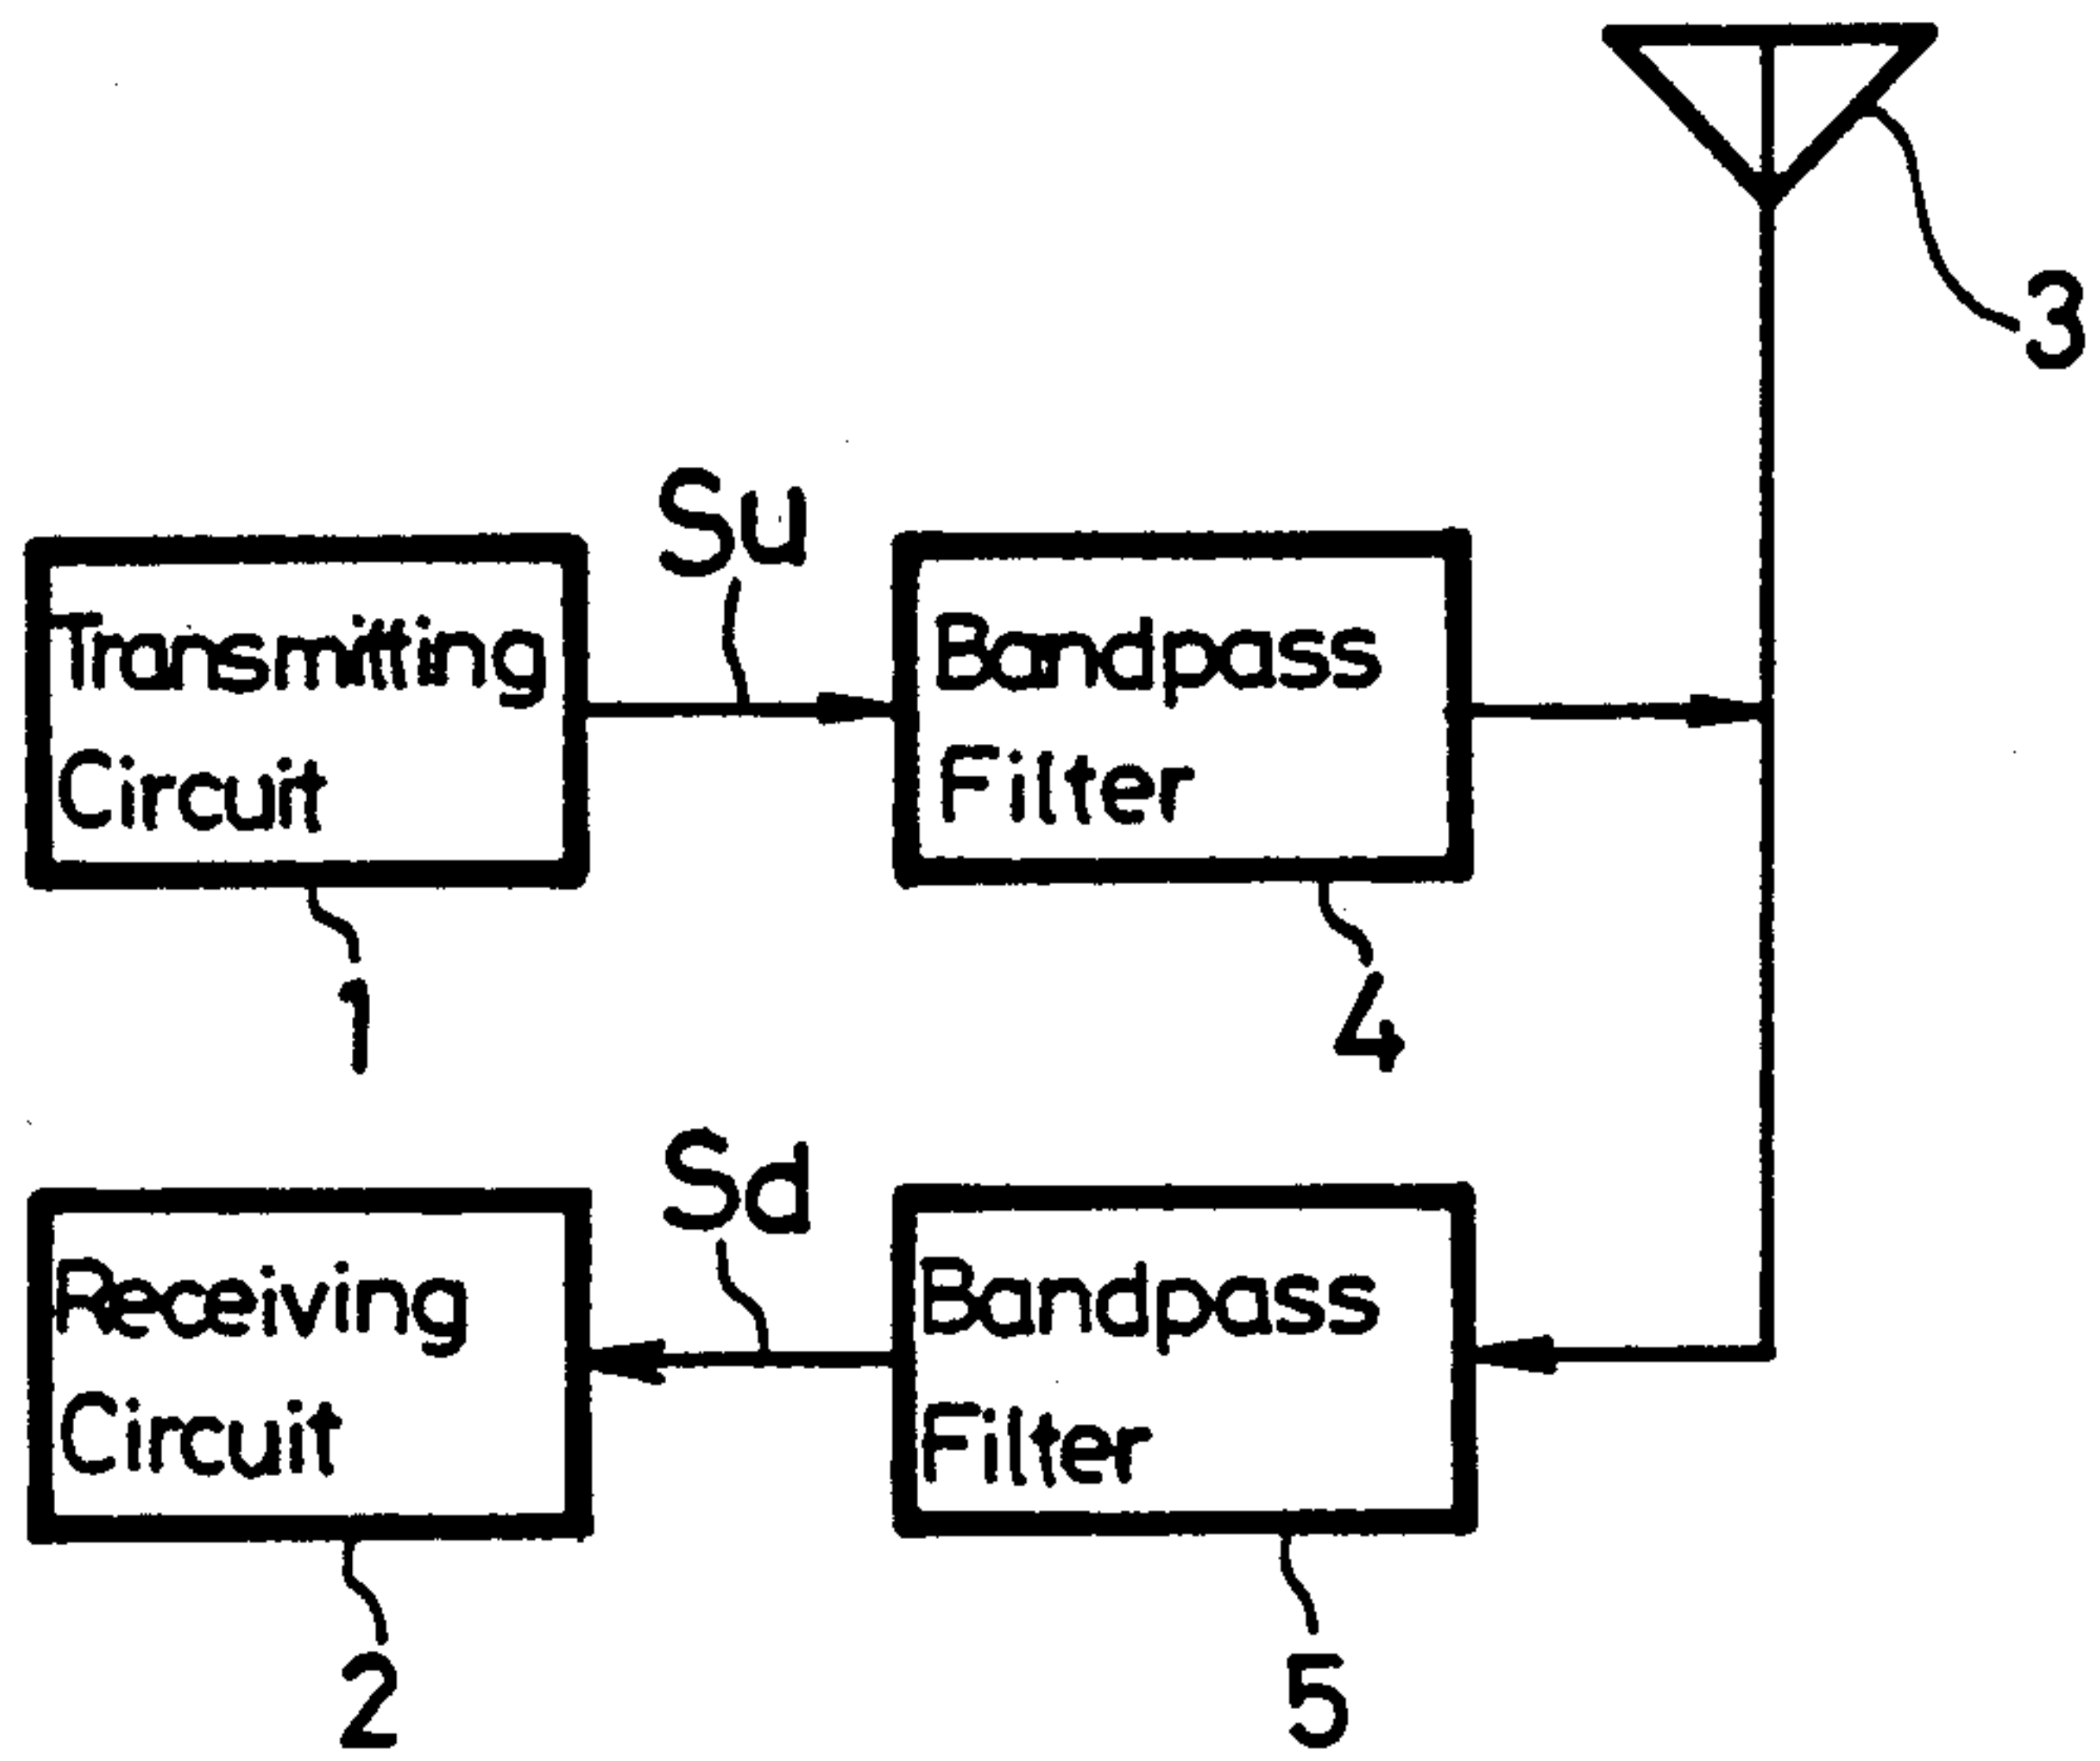 3
Su
Transmitting
Circuit
Bandpass
Filter
1
4
Sd
Receiving
Circuit
Bandpass
Filter
2
5